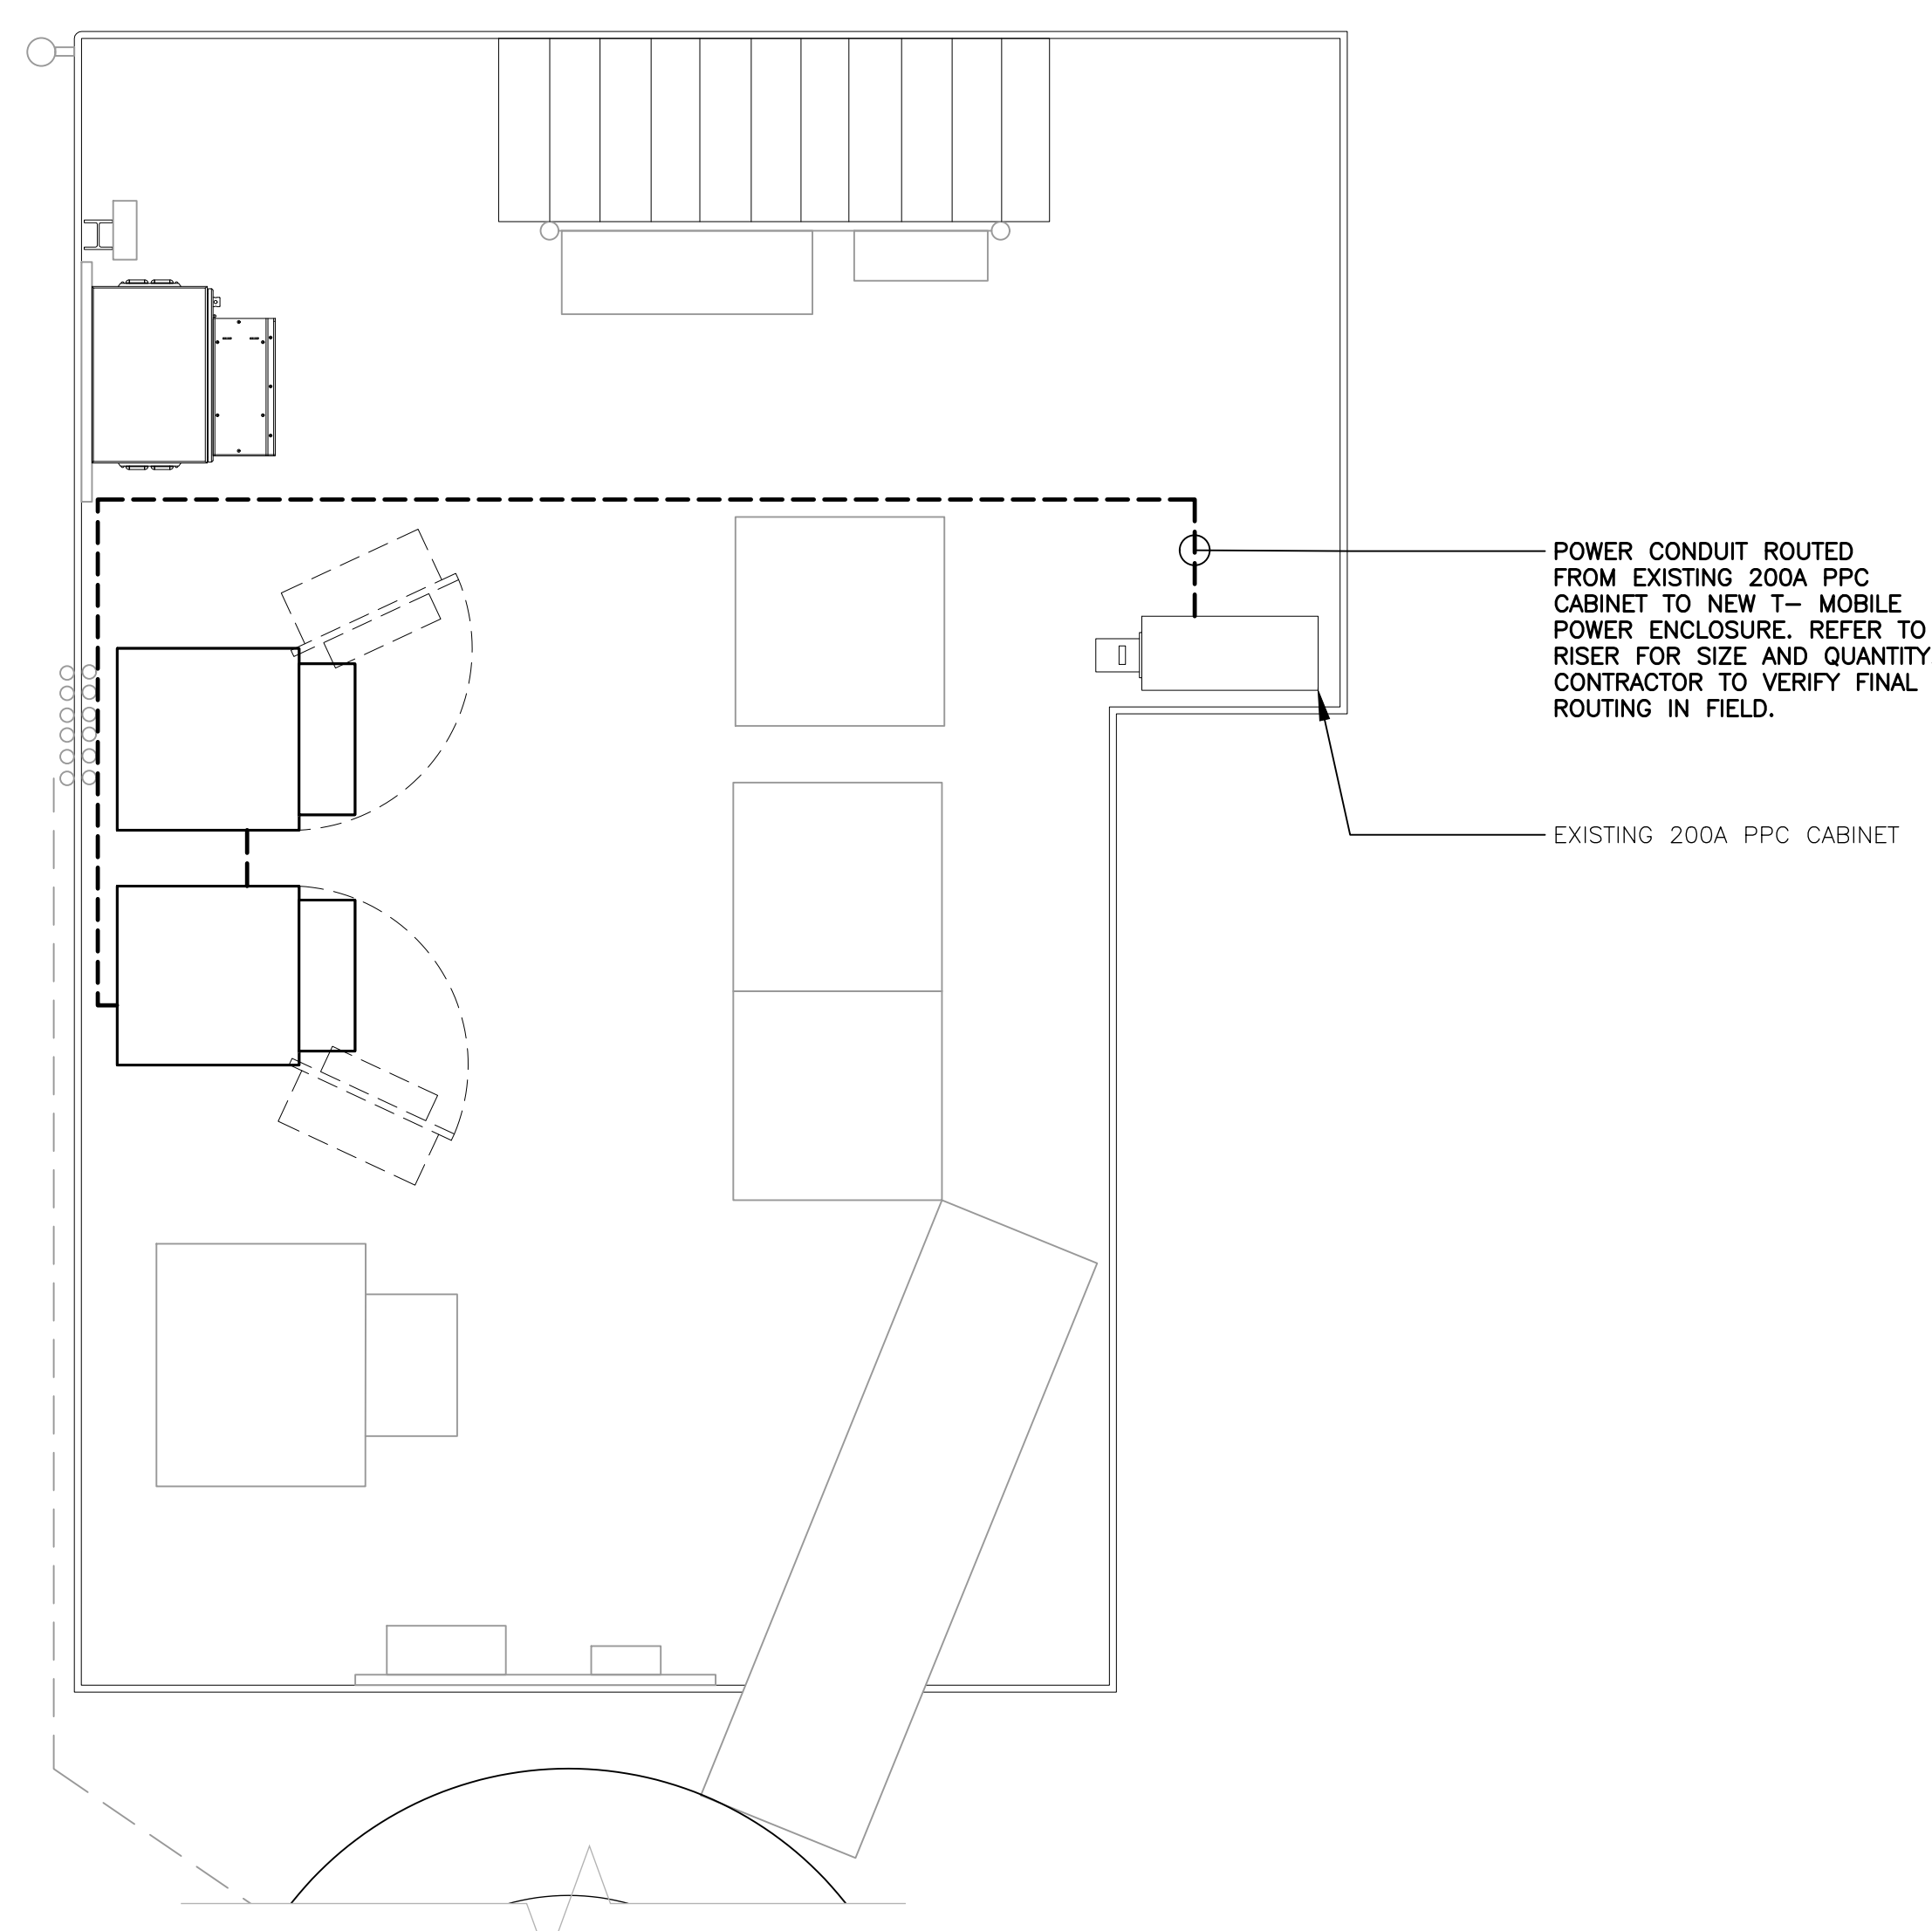 POWER CONDUIT ROUTED
FROM EXISTING 200A PPC
CABINET TO NEW T- MOBILE
POWER ENCLOSURE. REFER TO
RISER FOR SIZE AND QUANTITY
CONTRACTOR TO VERIFY FINAL
ROUTING IN FIELD.
EXISTING 200A PPC CABINET